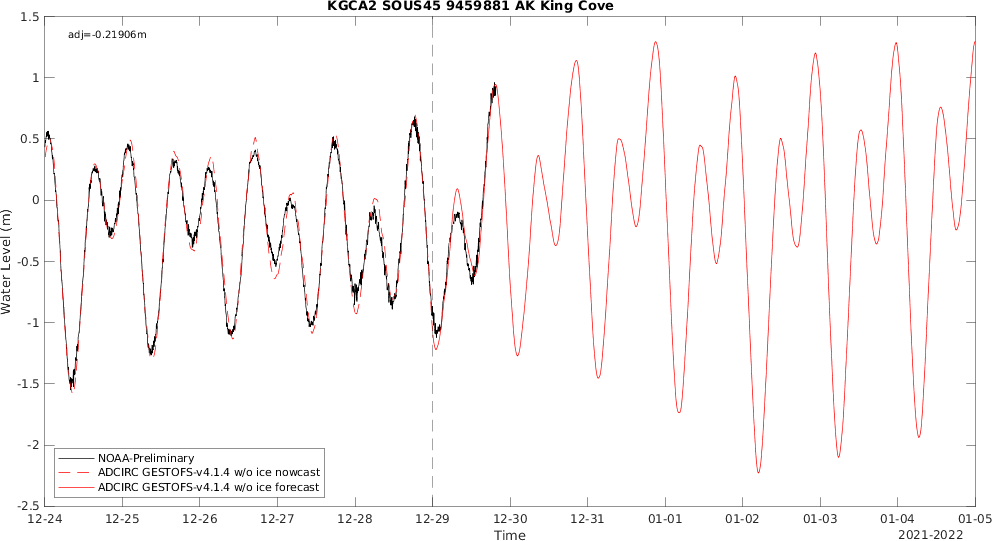 KGCA2 SOUS45 9459881 AK King Cove
adj=-0.21906m
1.5
1
0.5
0
-0.5
-1
-1.5
-2
-2.5
Water Level (m)
NOAA-Preliminary
ADCIRC GESTOFS-v4.1.4 w/o ice nowcast
ADCIRC GESTOFS-v4.1.4 w/o ice forecast
12-24 12-25 12-26 12-27 12-28 12-29 12-30 12-31 01-01 01-02 01-03 01-04 01-05
Time
2021-2022